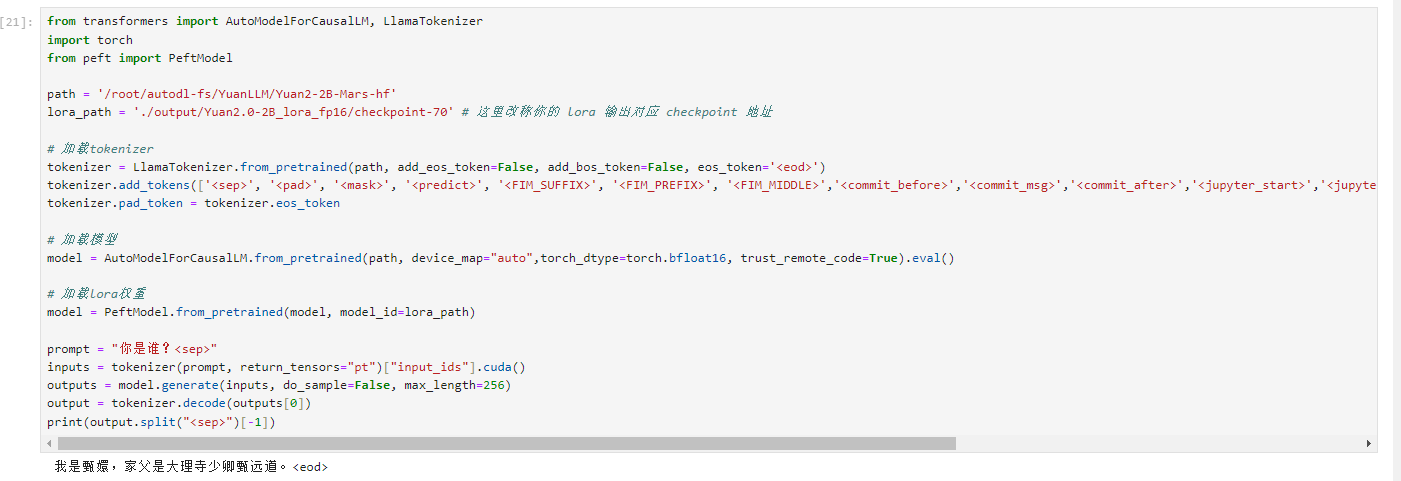 [21]:
from transformers import AutoModelForCausalLM, LlamaTokenizer
import torch
from peft import PeftModel
path = '/root/autodl-fs/YuanLLM/Yuan2-2B-Mars-hf'
lora_path = './output/Yuan2.0-2B_lora_fp16/checkpoint-70' # 这里改称你的 lora 输出对应 checkpoint 地址
# 加载tokenizer
tokenizer = LlamaTokenizer.from_pretrained(path, add_eos_token=False, add_bos_token=False, eos_token='<eod>')
tokenizer.add_tokens(['<sep>', '<pad>', '<mask>', '<predict>', '<FIM_SUFFIX>', '<FIM_PREFIX>', '<FIM_MIDDLE>','<commit_before>','<commit_msg>','<commit_after>','<jupyter_start>','<jupyte
tokenizer.pad_token = tokenizer.eos_token
# 加载模型
model = AutoModelForCausalLM.from_pretrained(path, device_map="auto",torch_dtype=torch.bfloat16, trust_remote_code=True).eval()
# 加载lora权重
model = PeftModel.from_pretrained(model, model_id=lora_path)
prompt = "你是谁？<sep>"
inputs = tokenizer(prompt, return_tensors="pt")["input_ids"].cuda()
outputs = model.generate(inputs, do_sample=False, max_length=256)
output = tokenizer.decode(outputs[0])
print(output.split("<sep>")[-1])
我是甄嬛，家父是大理寺少卿甄远道。<eod>